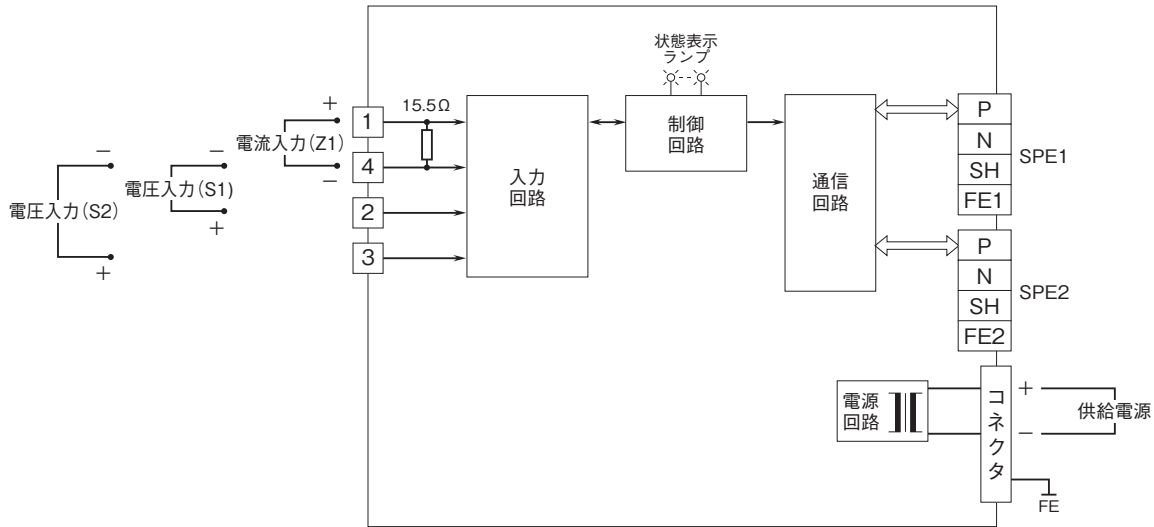 状態表示
ランプ
15.5Ω
+
1
電流入力(Z1)
−
4
−
電圧入力(S1)
+
−
電圧入力(S2)
+
2
3
入力
回路
制御
回路
通信
回路
P
N
SH
FE1
SPE1
P
N
SH
FE2
SPE2
電源
回路
コネクタ
+
−
供給電源
FE